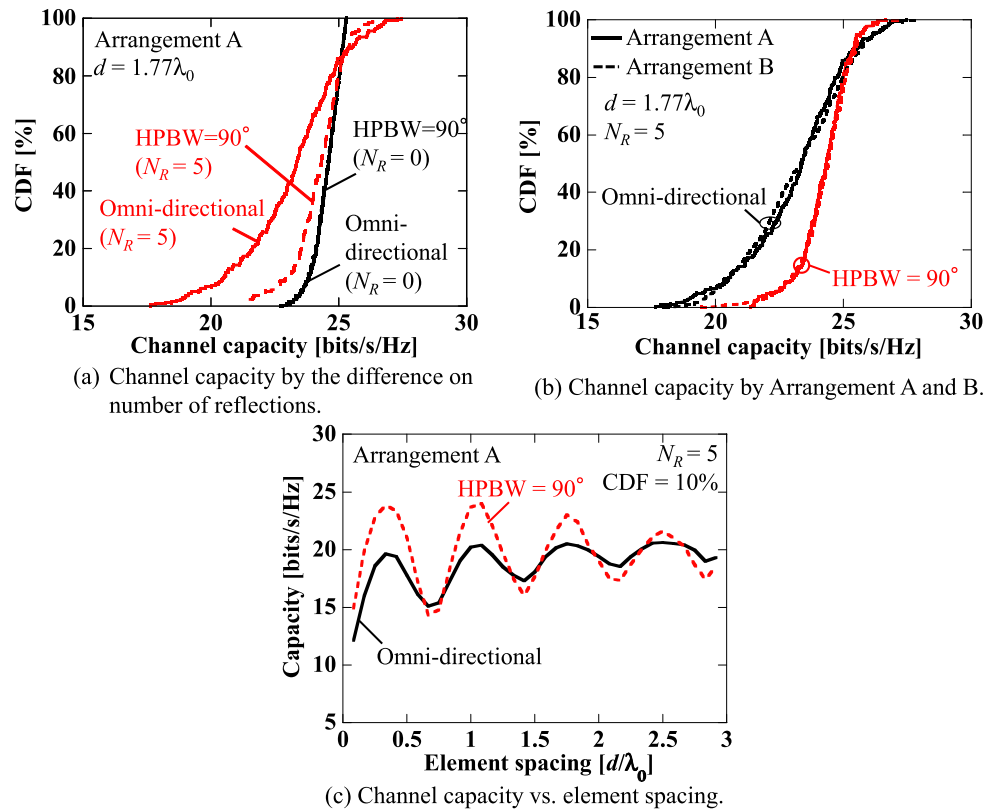 Arrangement A
d = 1.77λ0
HPBW=90°
(NR = 5)
Omni-directional
(NR = 5)
HPBW=90°
(NR = 0)
Omni-
directional
(NR = 0)
CDF [%]
100
80
60
40
20
0
15 20 25 30
Channel capacity [bits/s/Hz]
(a) Channel capacity by the difference on
number of reflections.
Arrangement A
Arrangement B
d = 1.77λ0
NR = 5
Omni-directional
HPBW = 90°
CDF [%]
100
80
60
40
20
0
15 20 25 30
Channel capacity [bits/s/Hz]
(b) Channel capacity by Arrangement A and B.
Arrangement A
NR = 5
CDF = 10%
HPBW = 90°
Omni-directional
Capacity [bits/s/Hz]
30
25
20
15
10
5
0 0.5 1 1.5 2 2.5 3
Element spacing [d/λ0]
(c) Channel capacity vs. element spacing.